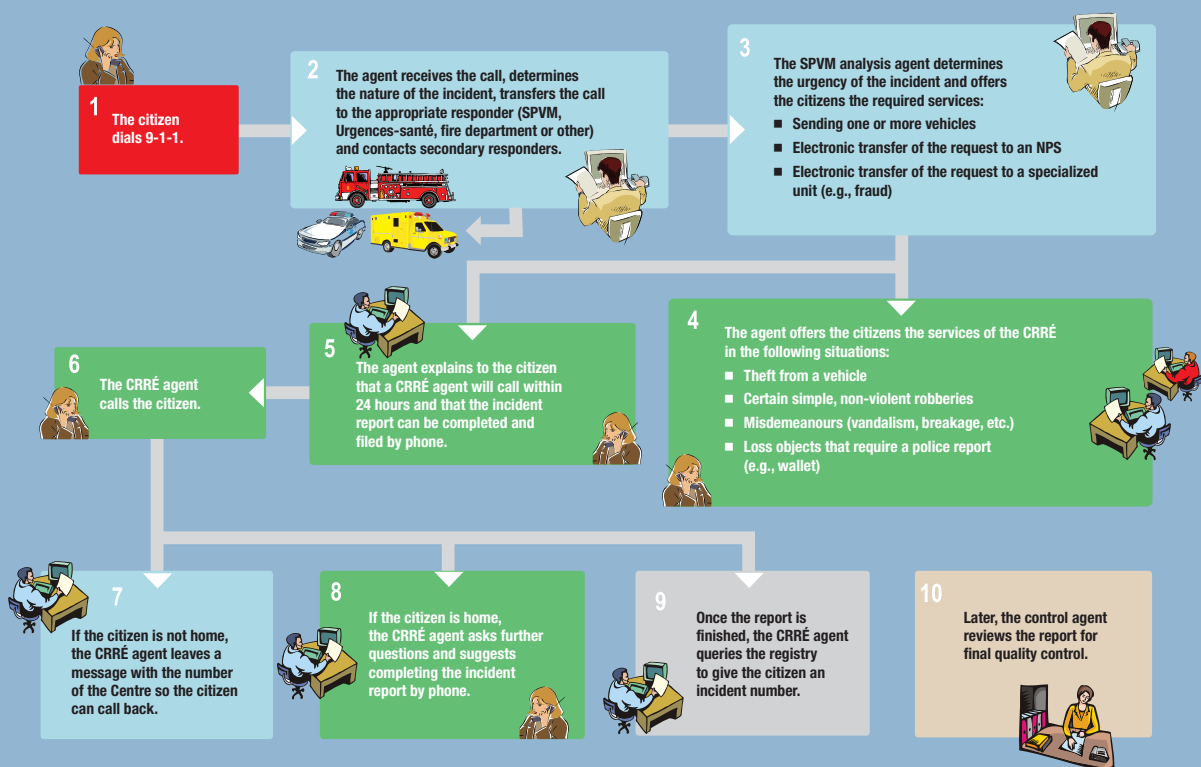 1
The citizen
dials 9-1-1.
2
The agent receives the call, determines
the nature of the incident, transfers the call
to the appropriate responder (SPVM,
Urgences-santé, fire department or other)
and contacts secondary responders.
3
The SPVM analysis agent determines
the urgency of the incident and offers
the citizens the required services:
■ Sending one or more vehicles
■ Electronic transfer of the request to an NPS
■ Electronic transfer of the request to a specialized
unit (e.g., fraud)
4
The agent offers the citizens the services of the CRRÉ
in the following situations:
■ Theft from a vehicle
■ Certain simple, non-violent robberies
■ Misdemeanours (vandalism, breakage, etc.)
■ Loss objects that require a police report
(e.g., wallet)
5
The agent explains to the citizen
that a CRRÉ agent will call within
24 hours and that the incident
report can be completed and
filed by phone.
6
The CRRÉ agent
calls the citizen.
7
If the citizen is not home,
the CRRÉ agent leaves a
message with the number
of the Centre so the citizen
can call back.
8
If the citizen is home,
the CRRÉ agent asks further
questions and suggests
completing the incident
report by phone.
9
Once the report is
finished, the CRRÉ agent
queries the registry
to give the citizen an
incident number.
10
Later, the control agent
reviews the report for
final quality control.